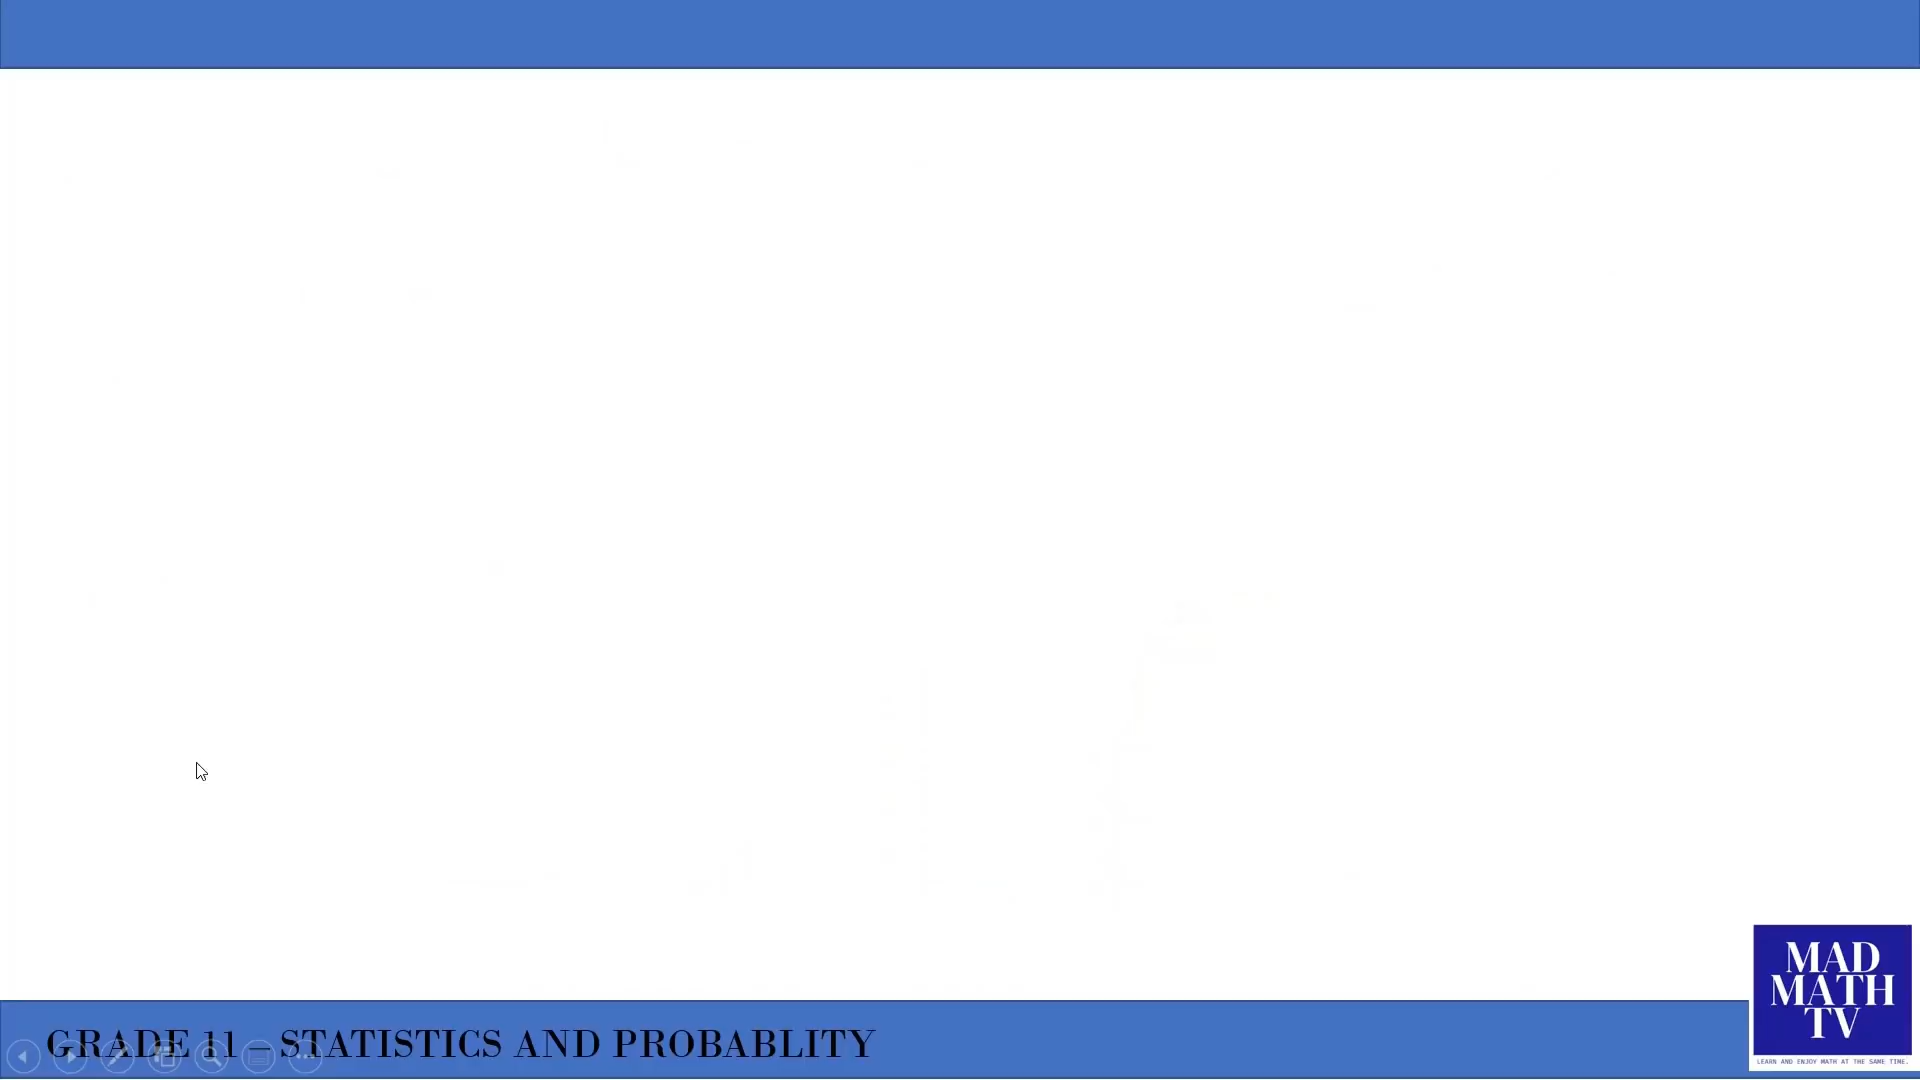 GRADE 11 – STATISTICS AND PROBABLITY
MAD
MATH
TV
LEARN AND ENJOY MATH AT THE SAME TIME.